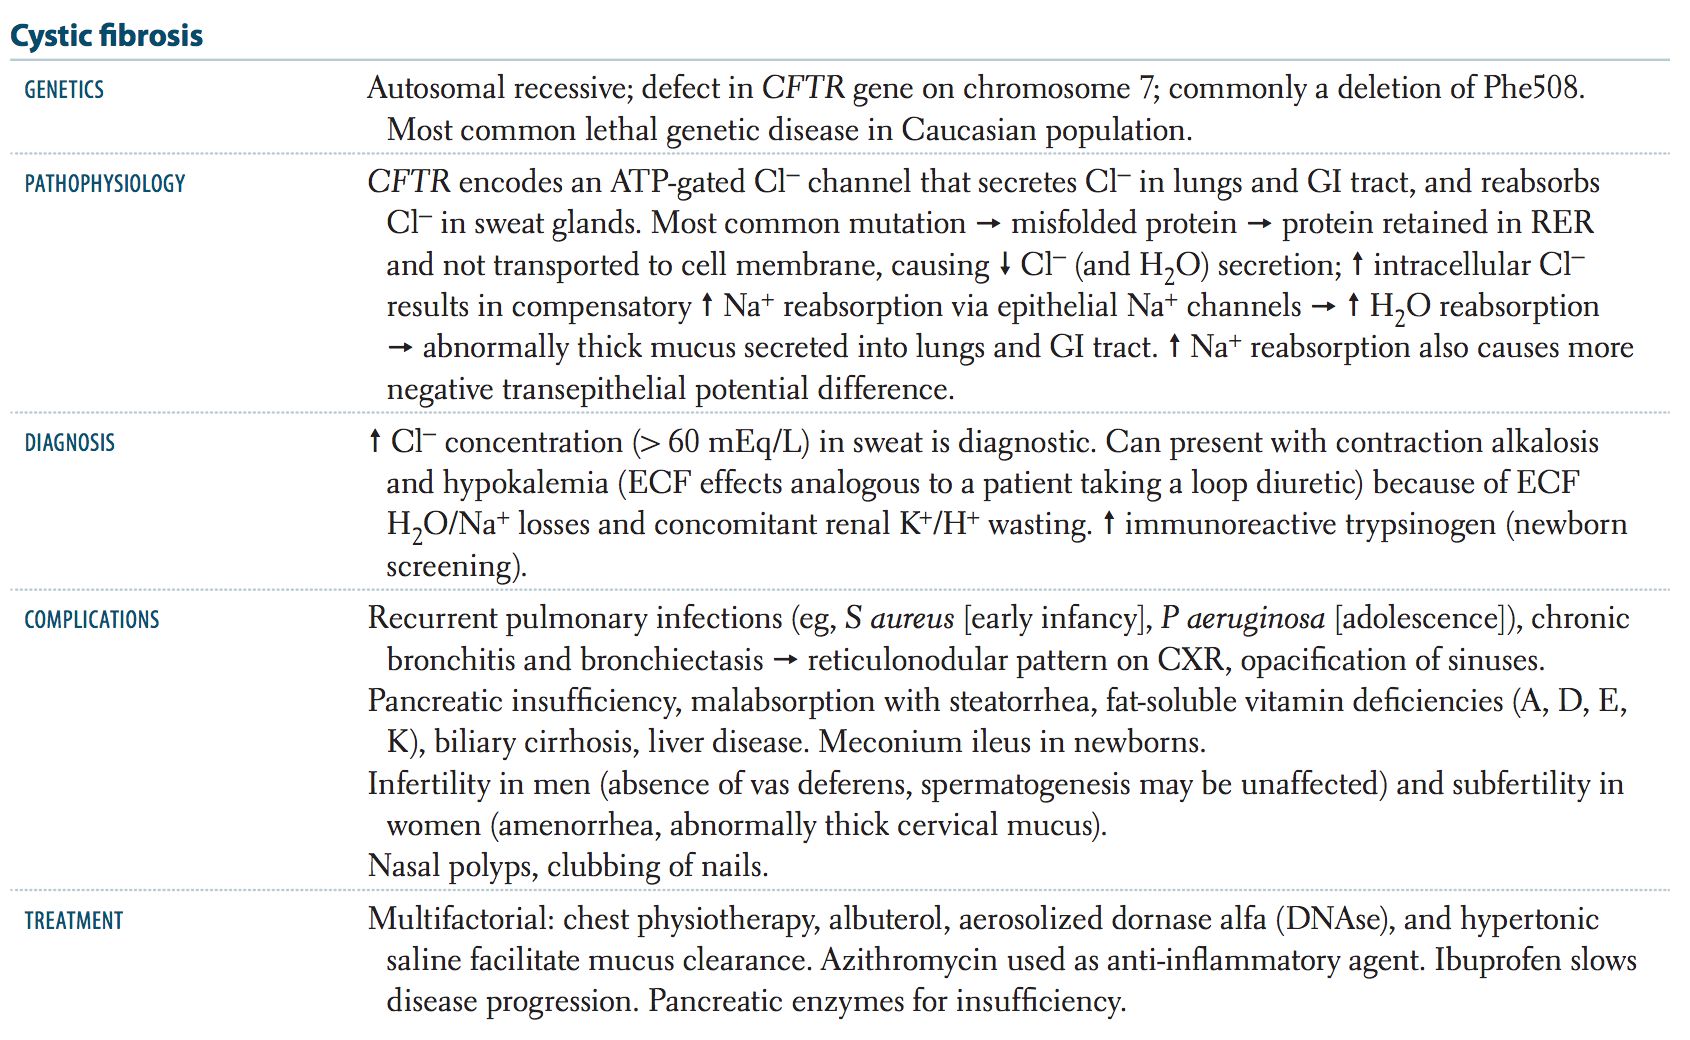 Cystic fibrosis
GENETICS Autosomal recessive; defect in CFTR gene on chromosome 7; commonly a deletion of Phe508.
Most common lethal genetic disease in Caucasian population.
PATHOPHYSIOLOGY CFTR encodes an ATP-gated Cl⁻ channel that secretes Cl⁻ in lungs and GI tract, and reabsorbs
Cl⁻ in sweat glands. Most common mutation → misfolded protein → protein retained in RER
and not transported to cell membrane, causing ↓ Cl⁻ (and H₂O) secretion; ↑ intracellular Cl⁻
results in compensatory ↑ Na⁺ reabsorption via epithelial Na⁺ channels → ↑ H₂O reabsorption
→ abnormally thick mucus secreted into lungs and GI tract. ↑ Na⁺ reabsorption also causes more
negative transepithelial potential difference.
DIAGNOSIS ↑ Cl⁻ concentration (> 60 mEq/L) in sweat is diagnostic. Can present with contraction alkalosis
and hypokalemia (ECF effects analogous to a patient taking a loop diuretic) because of ECF
H₂O/Na⁺ losses and concomitant renal K⁺/H⁺ wasting. ↑ immunoreactive trypsinogen (newborn
screening).
COMPLICATIONS Recurrent pulmonary infections (eg, S aureus [early infancy], P aeruginosa [adolescence]), chronic
bronchitis and bronchiectasis → reticulonodular pattern on CXR, opacification of sinuses.
Pancreatic insufficiency, malabsorption with steatorrhea, fat-soluble vitamin deficiencies (A, D, E,
K), biliary cirrhosis, liver disease. Meconium ileus in newborns.
Infertility in men (absence of vas deferens, spermatogenesis may be unaffected) and subfertility in
women (amenorrhea, abnormally thick cervical mucus).
Nasal polyps, clubbing of nails.
TREATMENT Multifactorial: chest physiotherapy, albuterol, aerosolized dornase alfa (DNAse), and hypertonic
saline facilitate mucus clearance. Azithromycin used as anti-inflammatory agent. Ibuprofen slows
disease progression. Pancreatic enzymes for insufficiency.